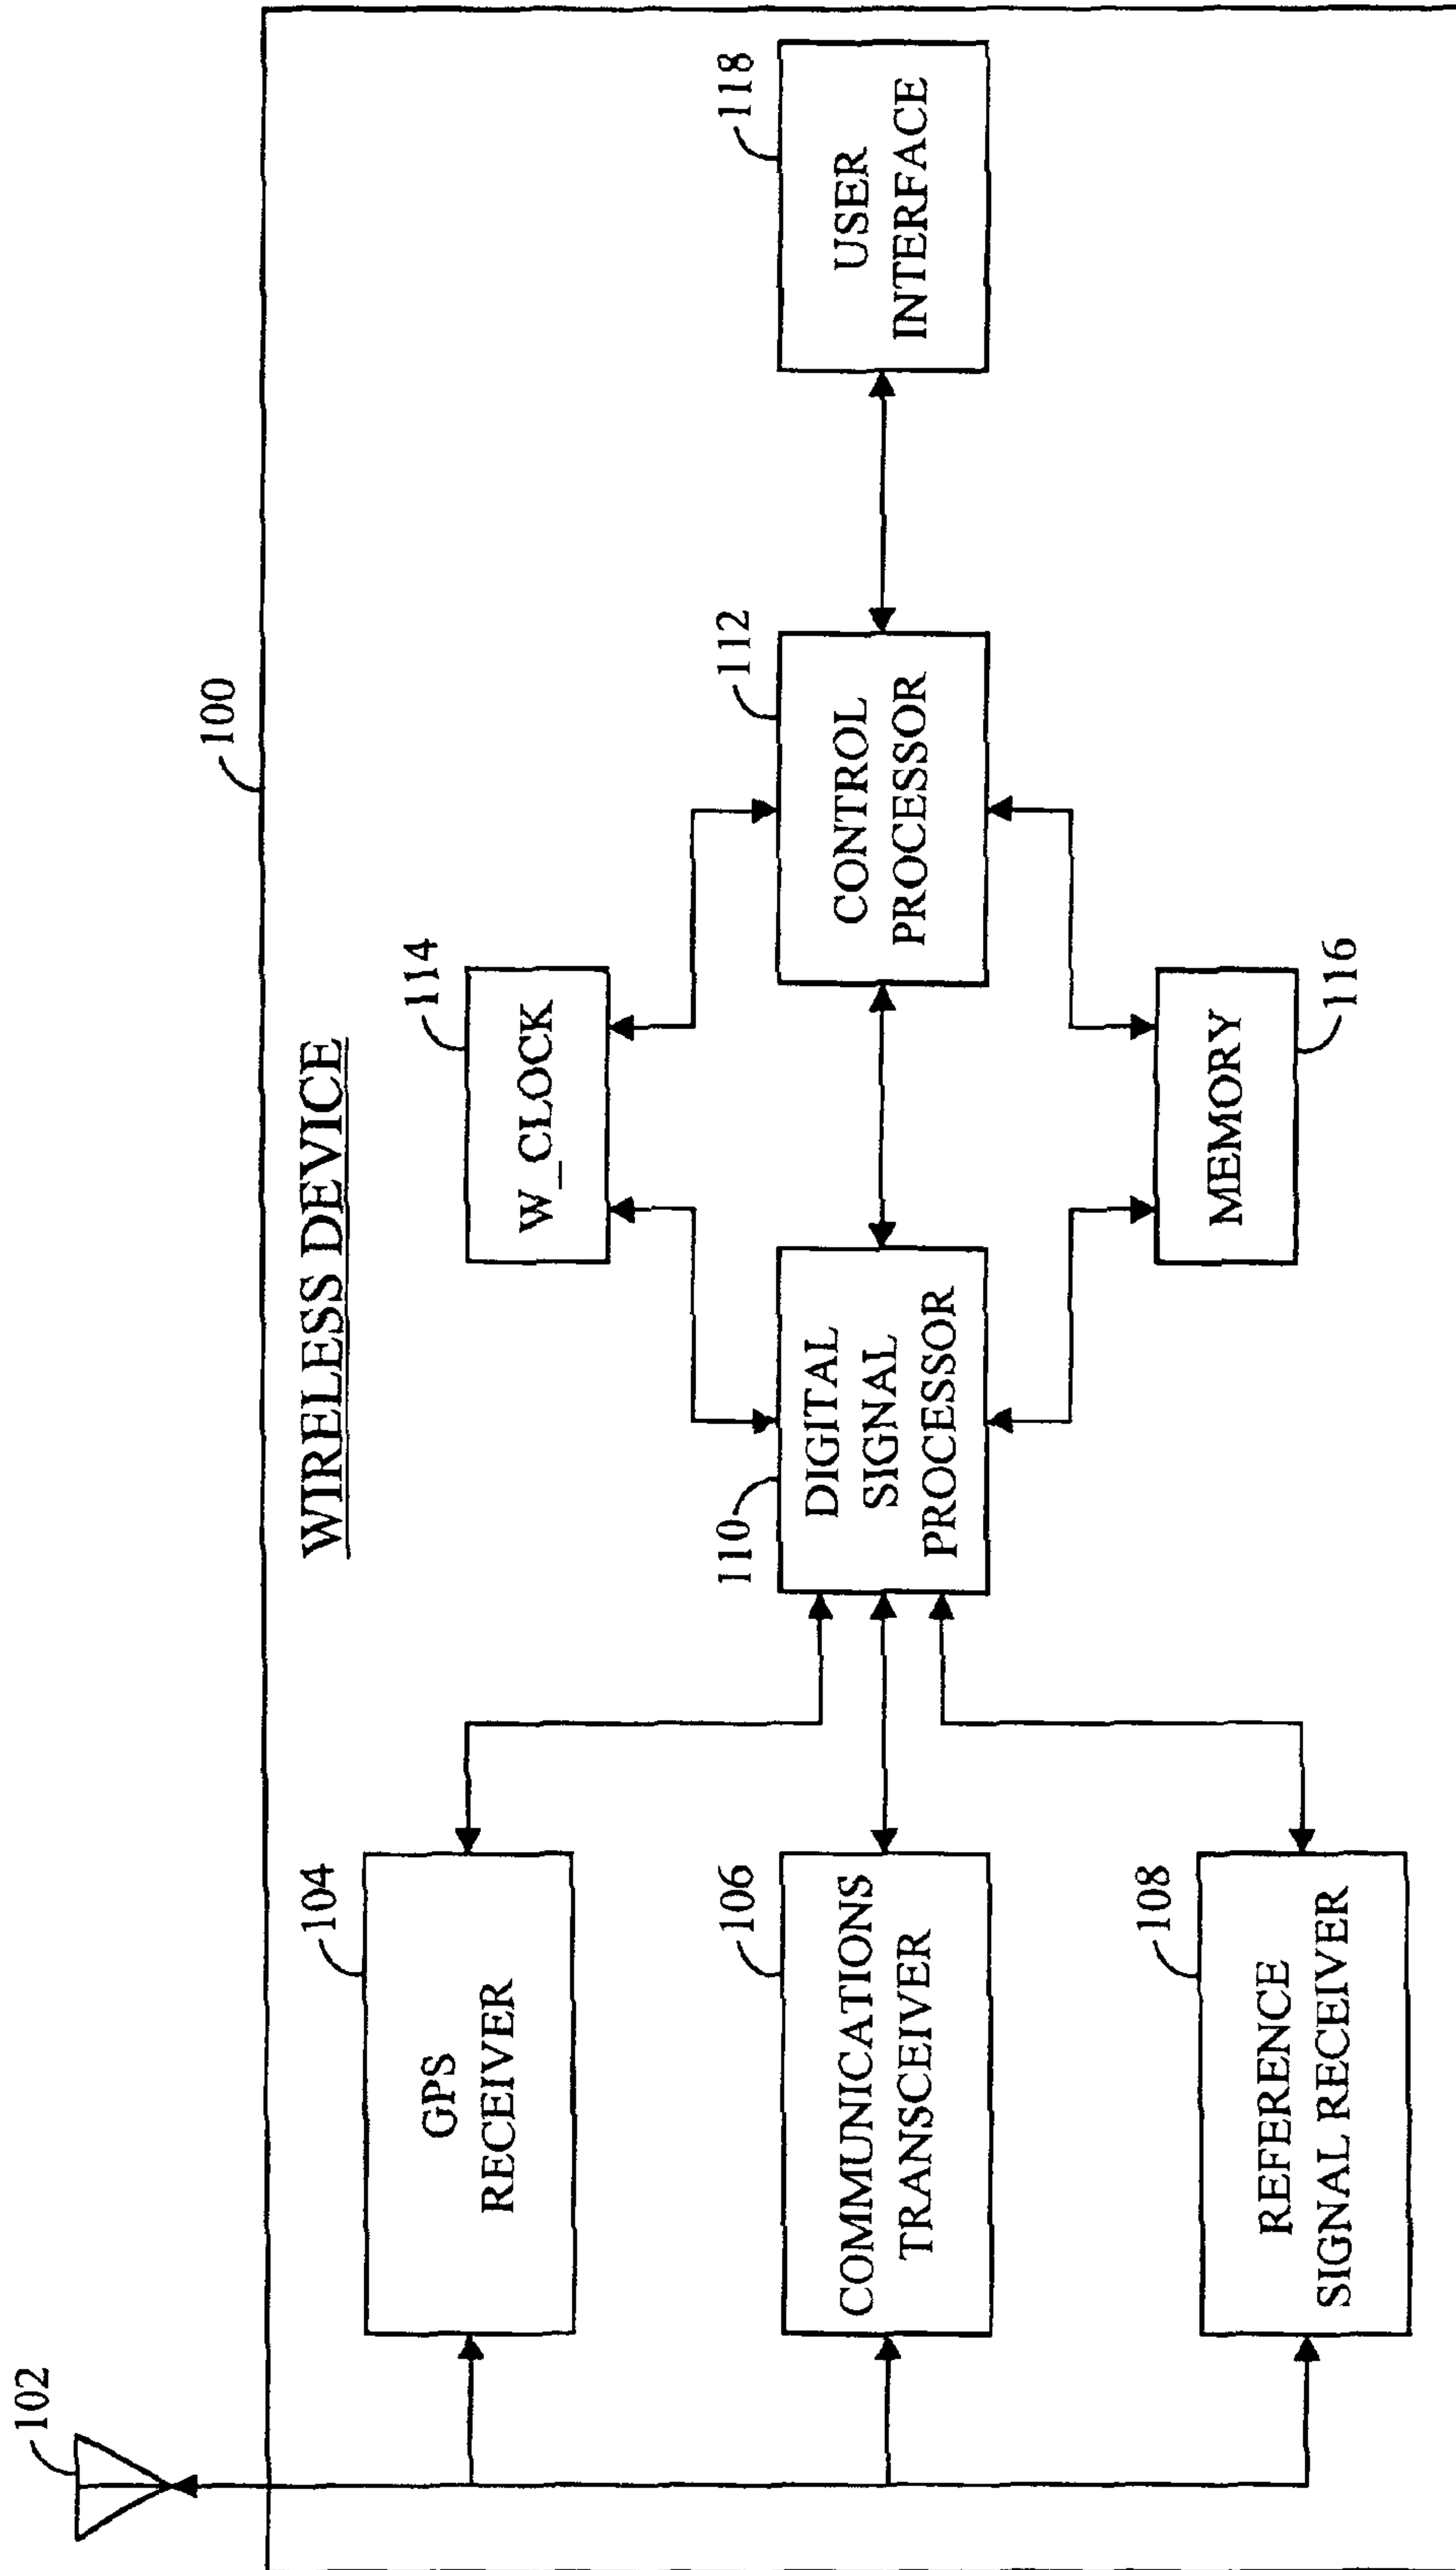 102
100
WIRELESS DEVICE
104
GPS
RECEIVER
106
COMMUNICATIONS
TRANSCEIVER
108
REFERENCE
SIGNAL RECEIVER
110
DIGITAL
SIGNAL
PROCESSOR
114
W_CLOCK
116
MEMORY
112
CONTROL
PROCESSOR
118
USER
INTERFACE